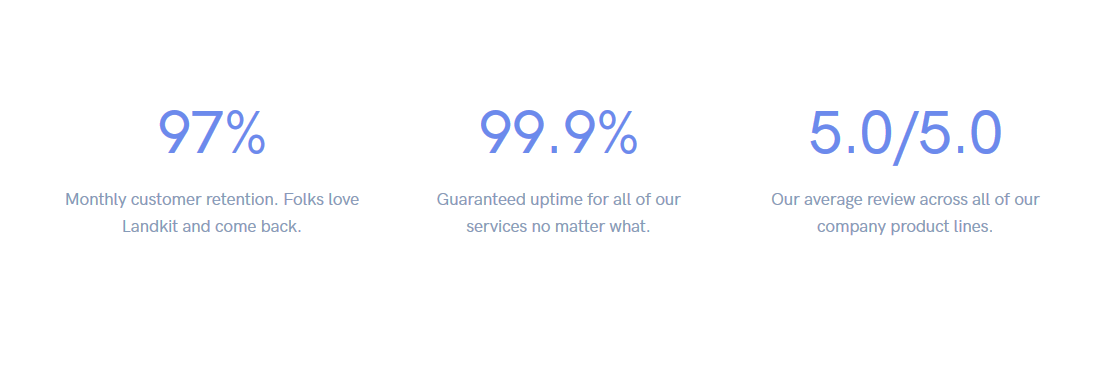 97%
Monthly customer retention. Folks love
Landkit and come back.
99.9%
Guaranteed uptime for all of our
services no matter what.
5.0/5.0
Our average review across all of our
company product lines.